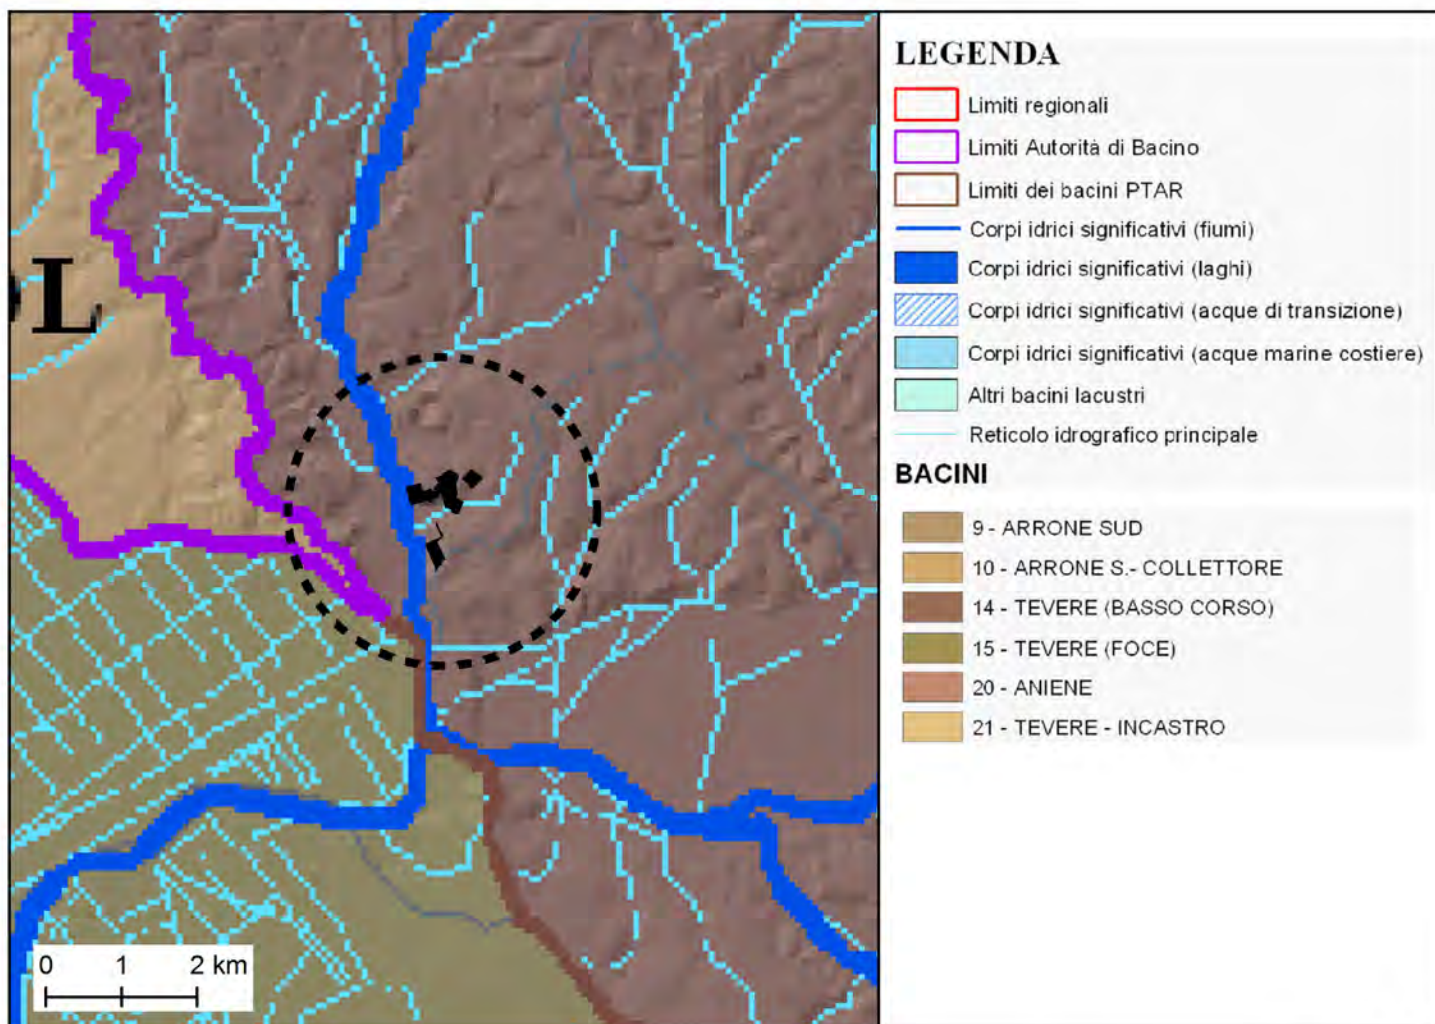 OL
0 1 2 km
LEGENDA
Limiti regionali
Limiti Autorità di Bacino
Limiti dei bacini PTAR
Corpi idrici significativi (fiumi)
Corpi idrici significativi (laghi)
Corpi idrici significativi (acque di transizione)
Corpi idrici significativi (acque marine costiere)
Altri bacini lacustri
Reticolo idrografico principale
BACINI
9 - ARRONE SUD
10 - ARRONE S.- COLLETTORE
14 - TEVERE (BASSO CORSO)
15 - TEVERE (FOCE)
20 - ANIENE
21 - TEVERE - INCASTRO